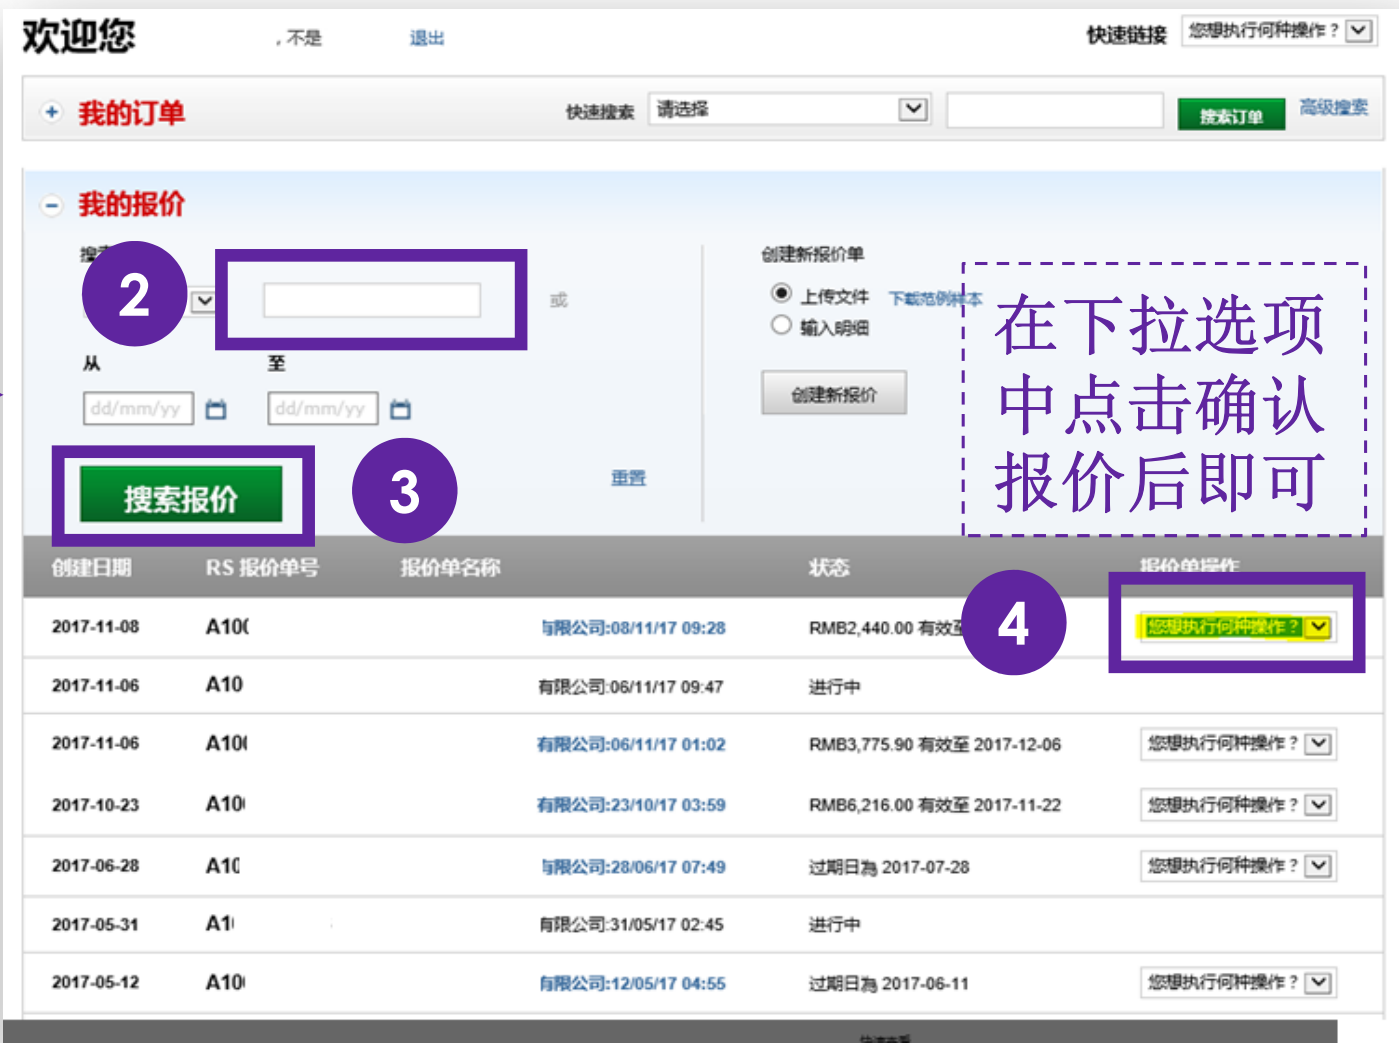 欢迎您 , 不是 退出 快速链接 您想执行何种操作？
+ 我的订单 快速搜索 请选择 搜索订单 高级搜索
− 我的报价
2 或
创建新报价单
上传文件 下载范例样本
输入明细
从 至
dd/mm/yy dd/mm/yy
创建新报价
在下拉选项
中点击确认
报价后即可
搜索报价 3 重置
创建日期 RS 报价单号 报价单名称 状态 报价单操作
4
2017-11-08 A100 有限公司:08/11/17 09:28 RMB2,440.00 有效至 您想执行何种操作？
2017-11-06 A10 有限公司:06/11/17 09:47 进行中
2017-11-06 A10 有限公司:06/11/17 01:02 RMB3,775.90 有效至 2017-12-06 您想执行何种操作？
2017-10-23 A10 有限公司:23/10/17 03:59 RMB6,216.00 有效至 2017-11-22 您想执行何种操作？
2017-06-28 A10 有限公司:28/06/17 07:49 过期日為 2017-07-28 您想执行何种操作？
2017-05-31 A1 有限公司:31/05/17 02:45 进行中
2017-05-12 A10 有限公司:12/05/17 04:55 过期日為 2017-06-11 您想执行何种操作？